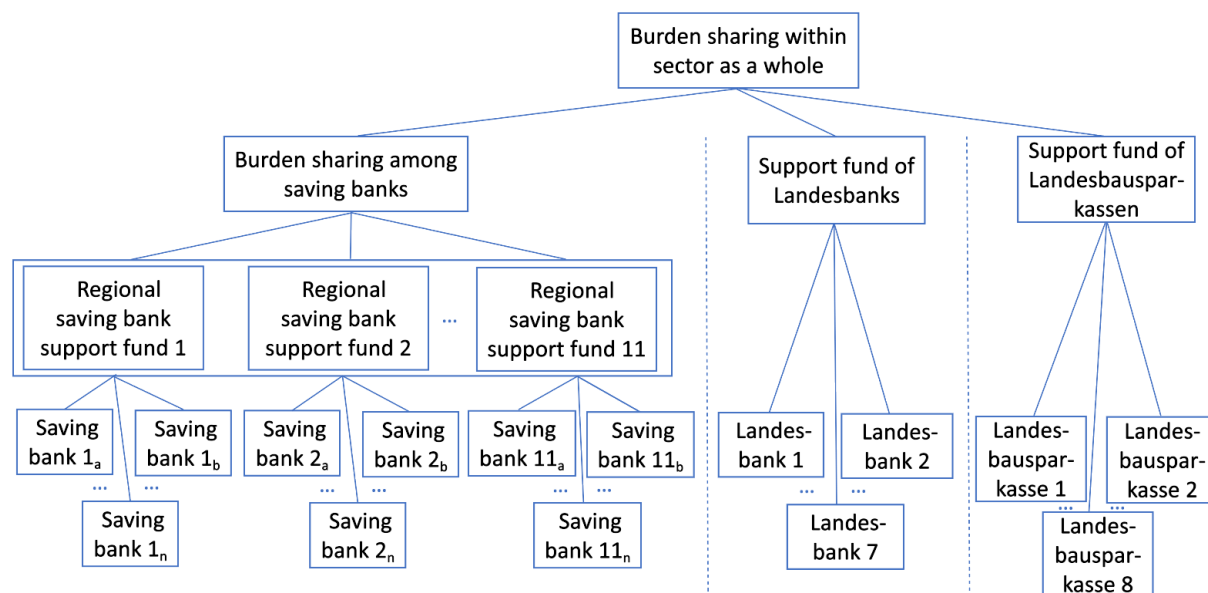 Burden sharing within
sector as a whole
Burden sharing among
saving banks
Support fund of
Landesbanks
Support fund of
Landesbauspar-
kassen
Regional
saving bank
support fund 1
Regional
saving bank
support fund 2
...
Regional
saving bank
support fund 11
Saving
bank 1a
Saving
bank 1b
... ...
Saving
bank 1n
Saving
bank 2a
Saving
bank 2b
... ...
Saving
bank 2n
Saving
bank 11a
Saving
bank 11b
... ...
Saving
bank 11n
Landes-
bank 1
Landes-
bank 2
... ...
Landes-
bank 7
Landes-
bauspar-
kasse 1
Landes-
bauspar-
kasse 2
... ...
Landes-
bauspar-
kasse 8